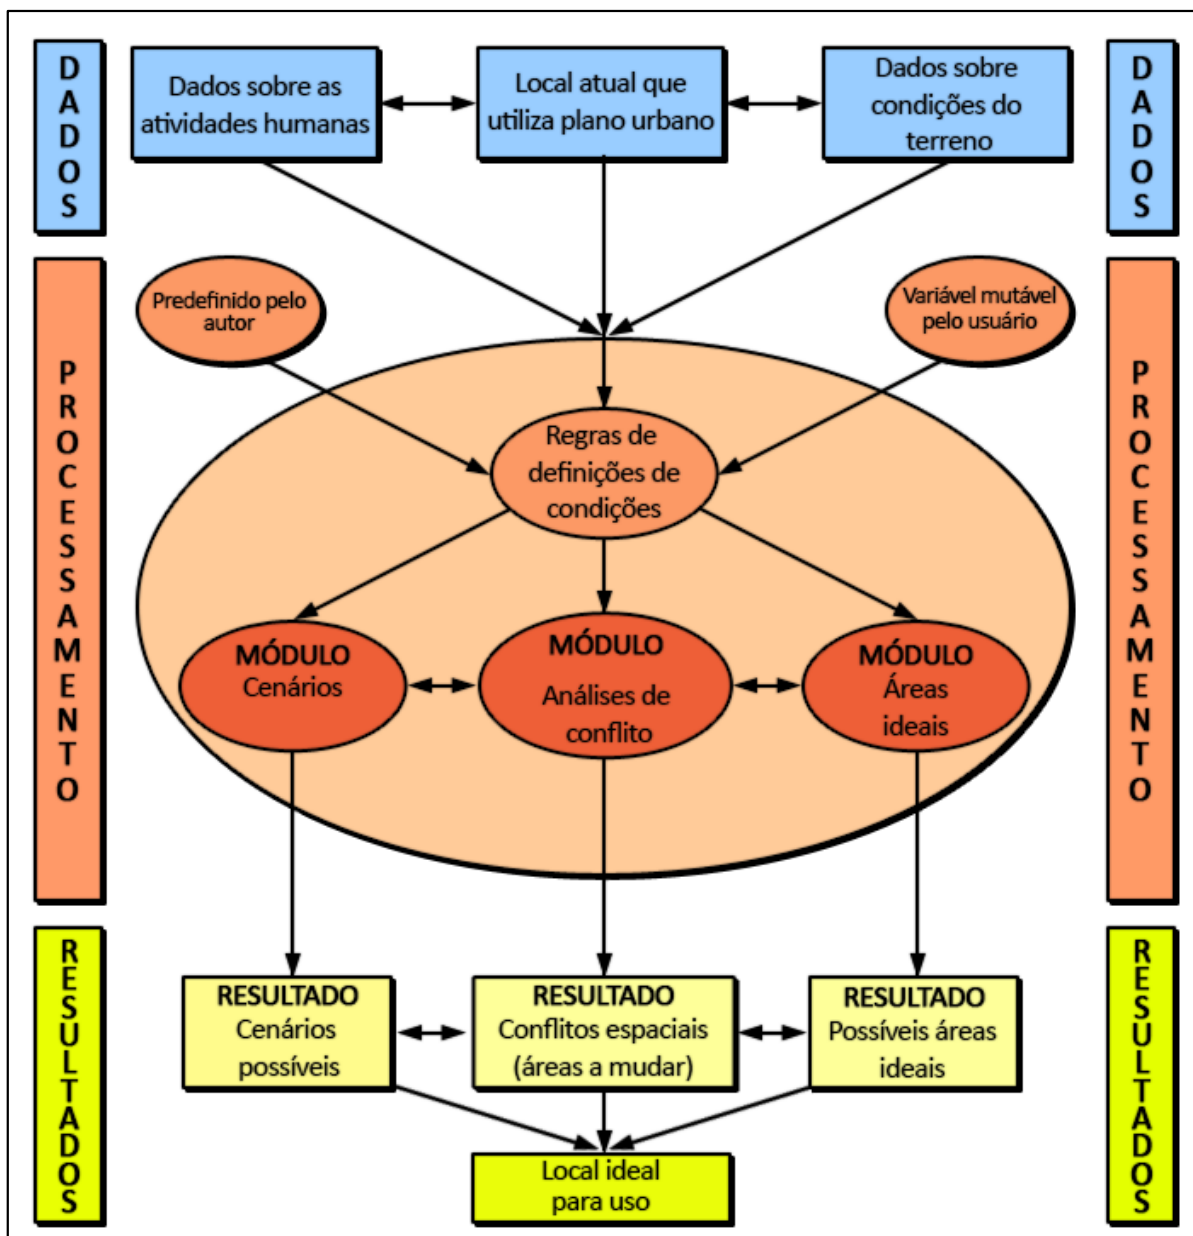 DADOS
Dados sobre as
atividades humanas
Local atual que
utiliza plano urbano
Dados sobre
condições do
terreno
DADOS
PROCESSAMENTO
Predefinido pelo
autor
Variável mutável
pelo usuário
PROCESSAMENTO
Regras de
definições de
condições
MÓDULO
Cenários
MÓDULO
Análises de
conflito
MÓDULO
Áreas
ideais
RESULTADOS
RESULTADO
Cenários
possíveis
RESULTADO
Conflitos espaciais
(áreas a mudar)
RESULTADO
Possíveis áreas
ideais
RESULTADOS
Local ideal
para uso